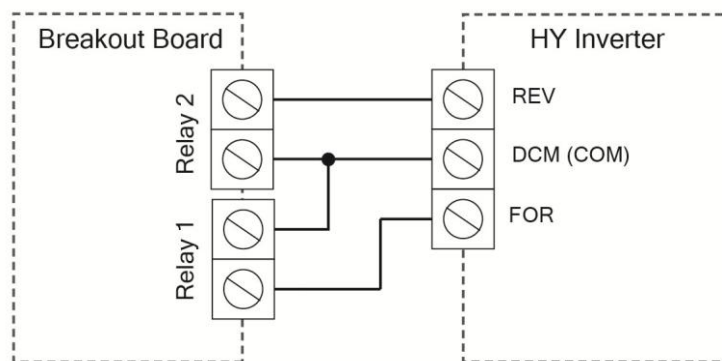 Breakout Board
HY Inverter
Relay 2
REV
DCM (COM)
Relay 1
FOR